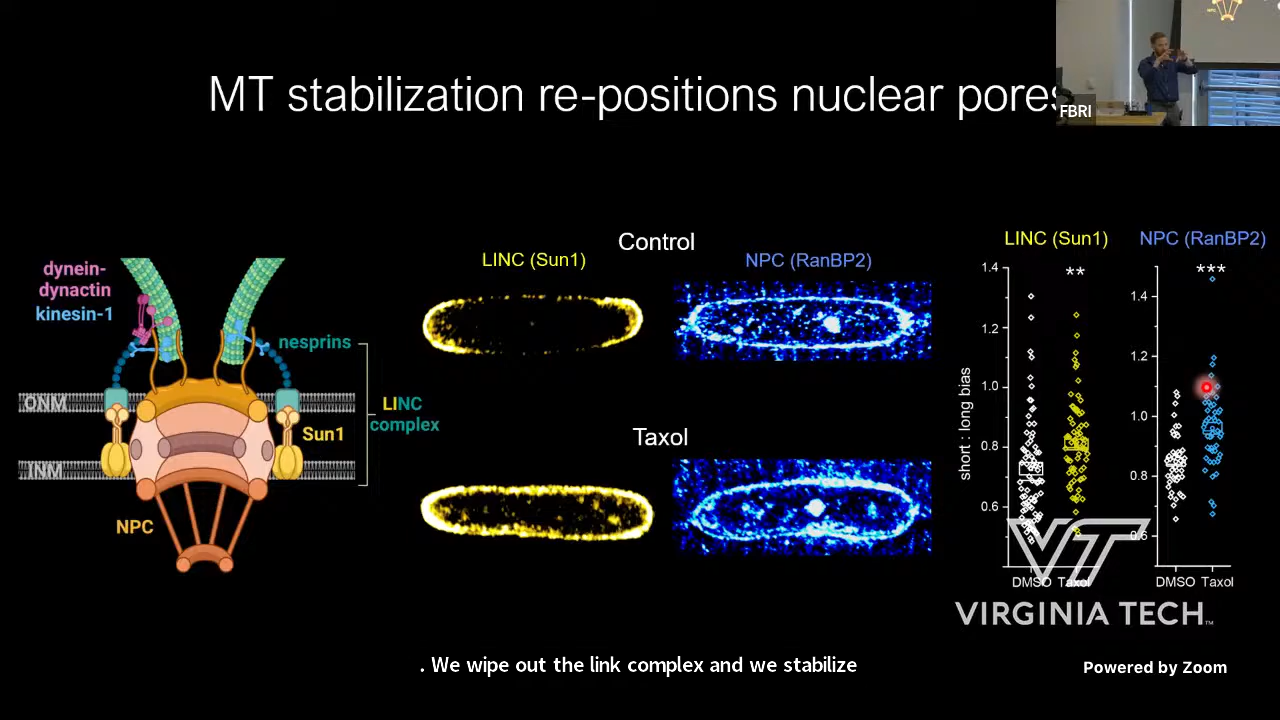 MT stabilization re-positions nuclear pores
FBRI
dynein-
dynactin
kinesin-1
nesprins
ONM
LINC
complex
Sun1
INM
NPC
Control
LINC (Sun1)
NPC (RanBP2)
Taxol
LINC (Sun1)
NPC (RanBP2)
**
***
short : long bias
1.4
1.2
1.0
0.8
0.6
DMSO Taxol
1.4
1.2
1.0
0.8
0.6
DMSO Taxol
VT
VIRGINIA TECH™
. We wipe out the link complex and we stabilize
Powered by Zoom